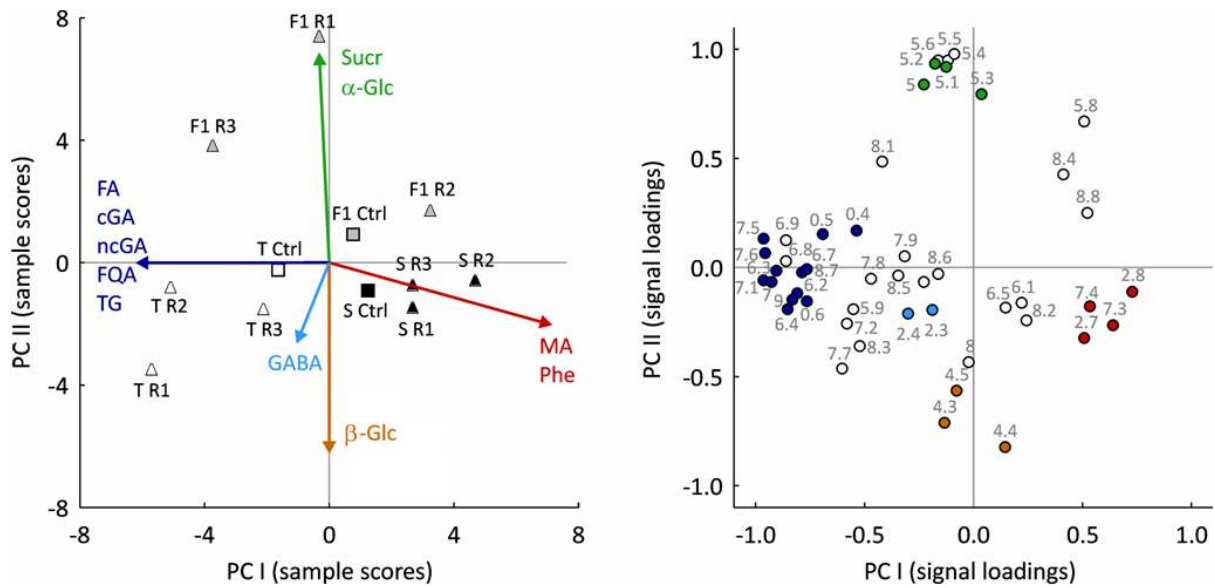 8
4
0
-4
-8
-8
-4
0
4
8
PC II (sample scores)
PC I (sample scores)
F1 R1
Sucr
α-Glc
F1 R3
F1 R2
FA
cGA
ncGA
FQA
TG
F1 Ctrl
T Ctrl
S R3
S R2
T R2
T R3
S Ctrl
S R1
GABA
MA
Phe
T R1
β-Glc
1.0
0.5
0.0
-0.5
-1.0
-1.0
-0.5
0.0
0.5
1.0
PC II (signal loadings)
PC I (signal loadings)
5.6
5.5
5.2
5.4
5
5.1
5.3
5.8
8.1
8.4
8.8
7.5
6.9
0.5
0.4
7.6
6.8
6.7
7.9
6.3
8.7
7.8
8.6
7.1
7
9
6.2
8.5
6.4
0.6
5.9
2.4
2.3
6.5
6.1
8.2
7.4
2.8
7.3
2.7
7.2
7.7
8.3
8
4.5
4.3
4.4